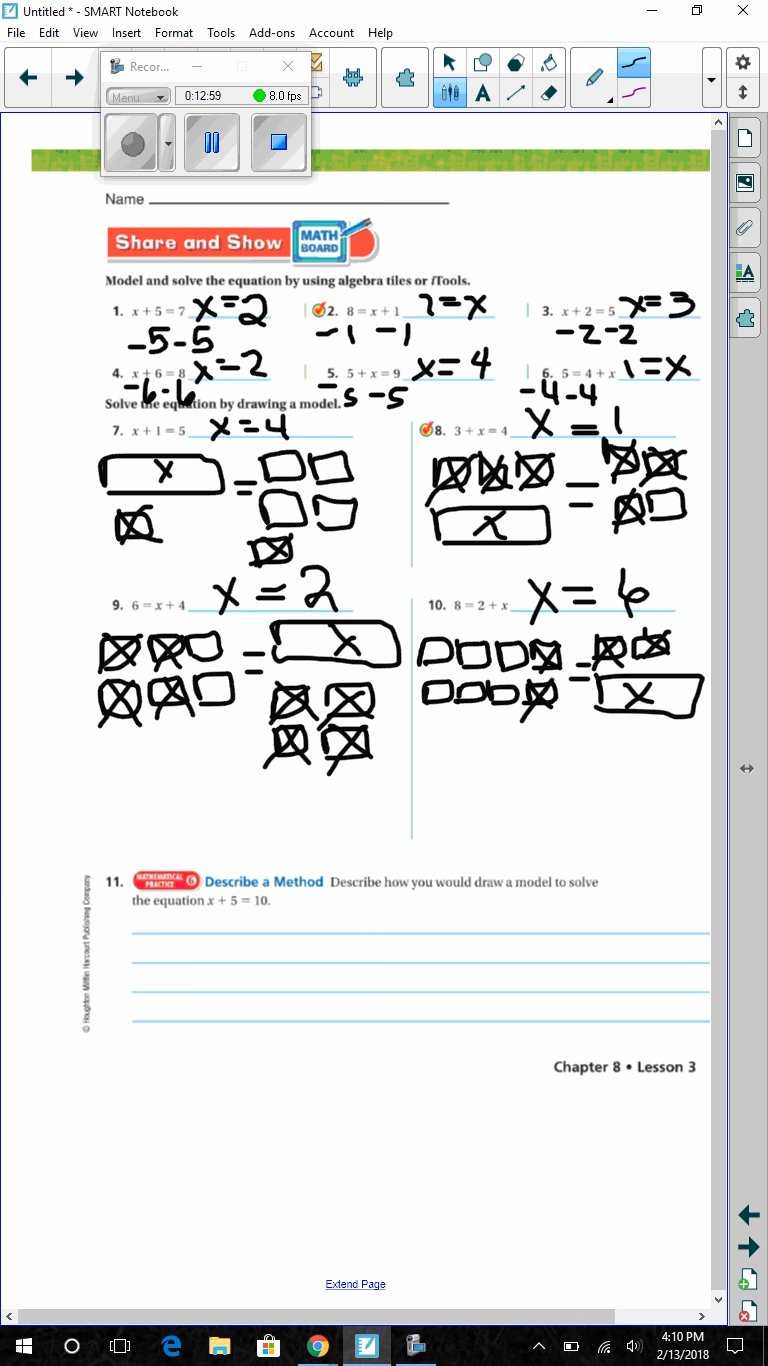 Untitled * - SMART Notebook
File Edit View Insert Format Tools Add-ons Account Help
Recor...
Menu 0:12:59 8.0 fps
A
Name
Share and Show MATH BOARD
Model and solve the equation by using algebra tiles or iTools.
1. x + 5 = 7 x=2 2. 8 = x + 1 7=x 3. x + 2 = 5 x=3
-5 -5 -1 -1 -2 -2
4. x + 6 = 8 x=2 5. 5 + x = 9 x=4 6. 5 = 4 + x 1=x
-6 -6 -5 -5 -4 -4
Solve the equation by drawing a model.
7. x + 1 = 5 x=4 8. 3 + x = 4 x=1
x = =
x
9. 6 = x + 4 x=2 10. 8 = 2 + x x=6
= x =
x
11. MATHEMATICAL PRACTICE 6 Describe a Method Describe how you would draw a model to solve
the equation x + 5 = 10.
© Houghton Mifflin Harcourt Publishing Company
Chapter 8 • Lesson 3
Extend Page
4:10 PM
2/13/2018